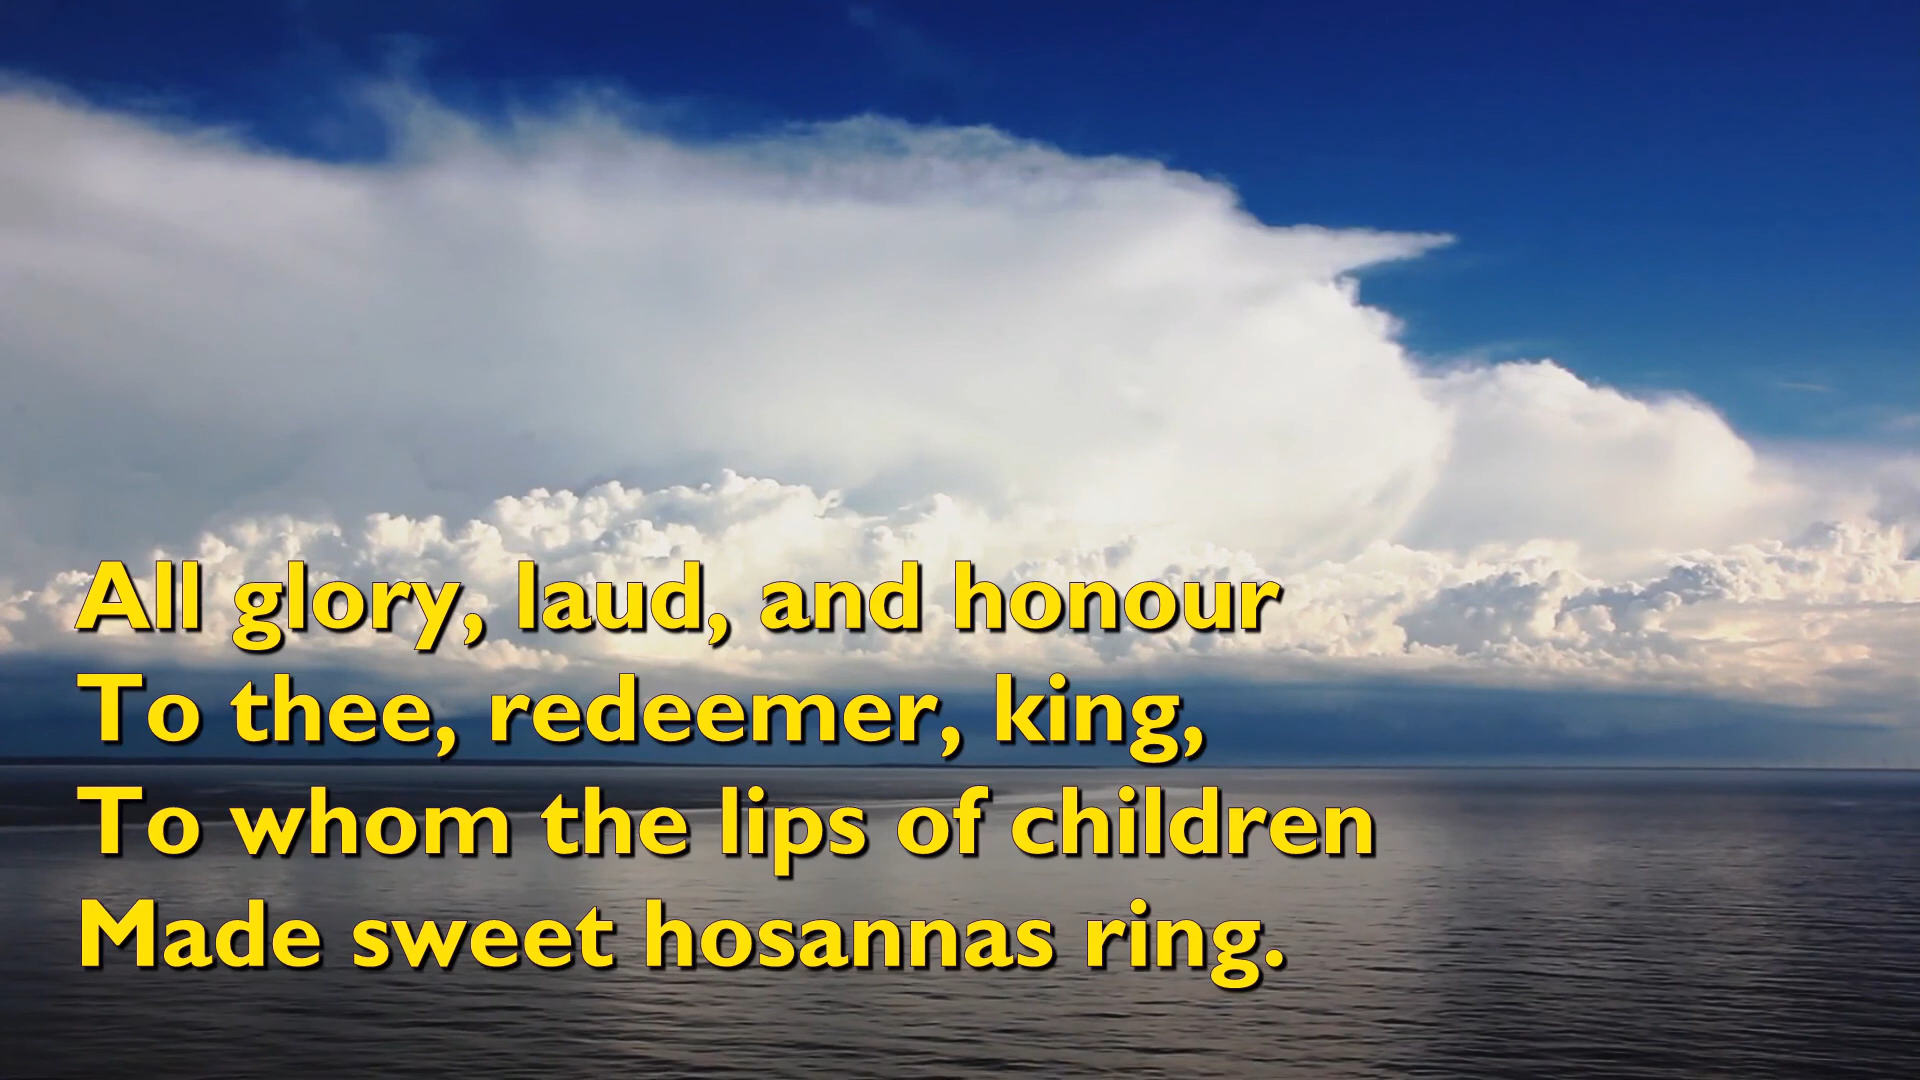 All glory, laud, and honour
To thee, redeemer, king,
To whom the lips of children
Made sweet hosannas ring.